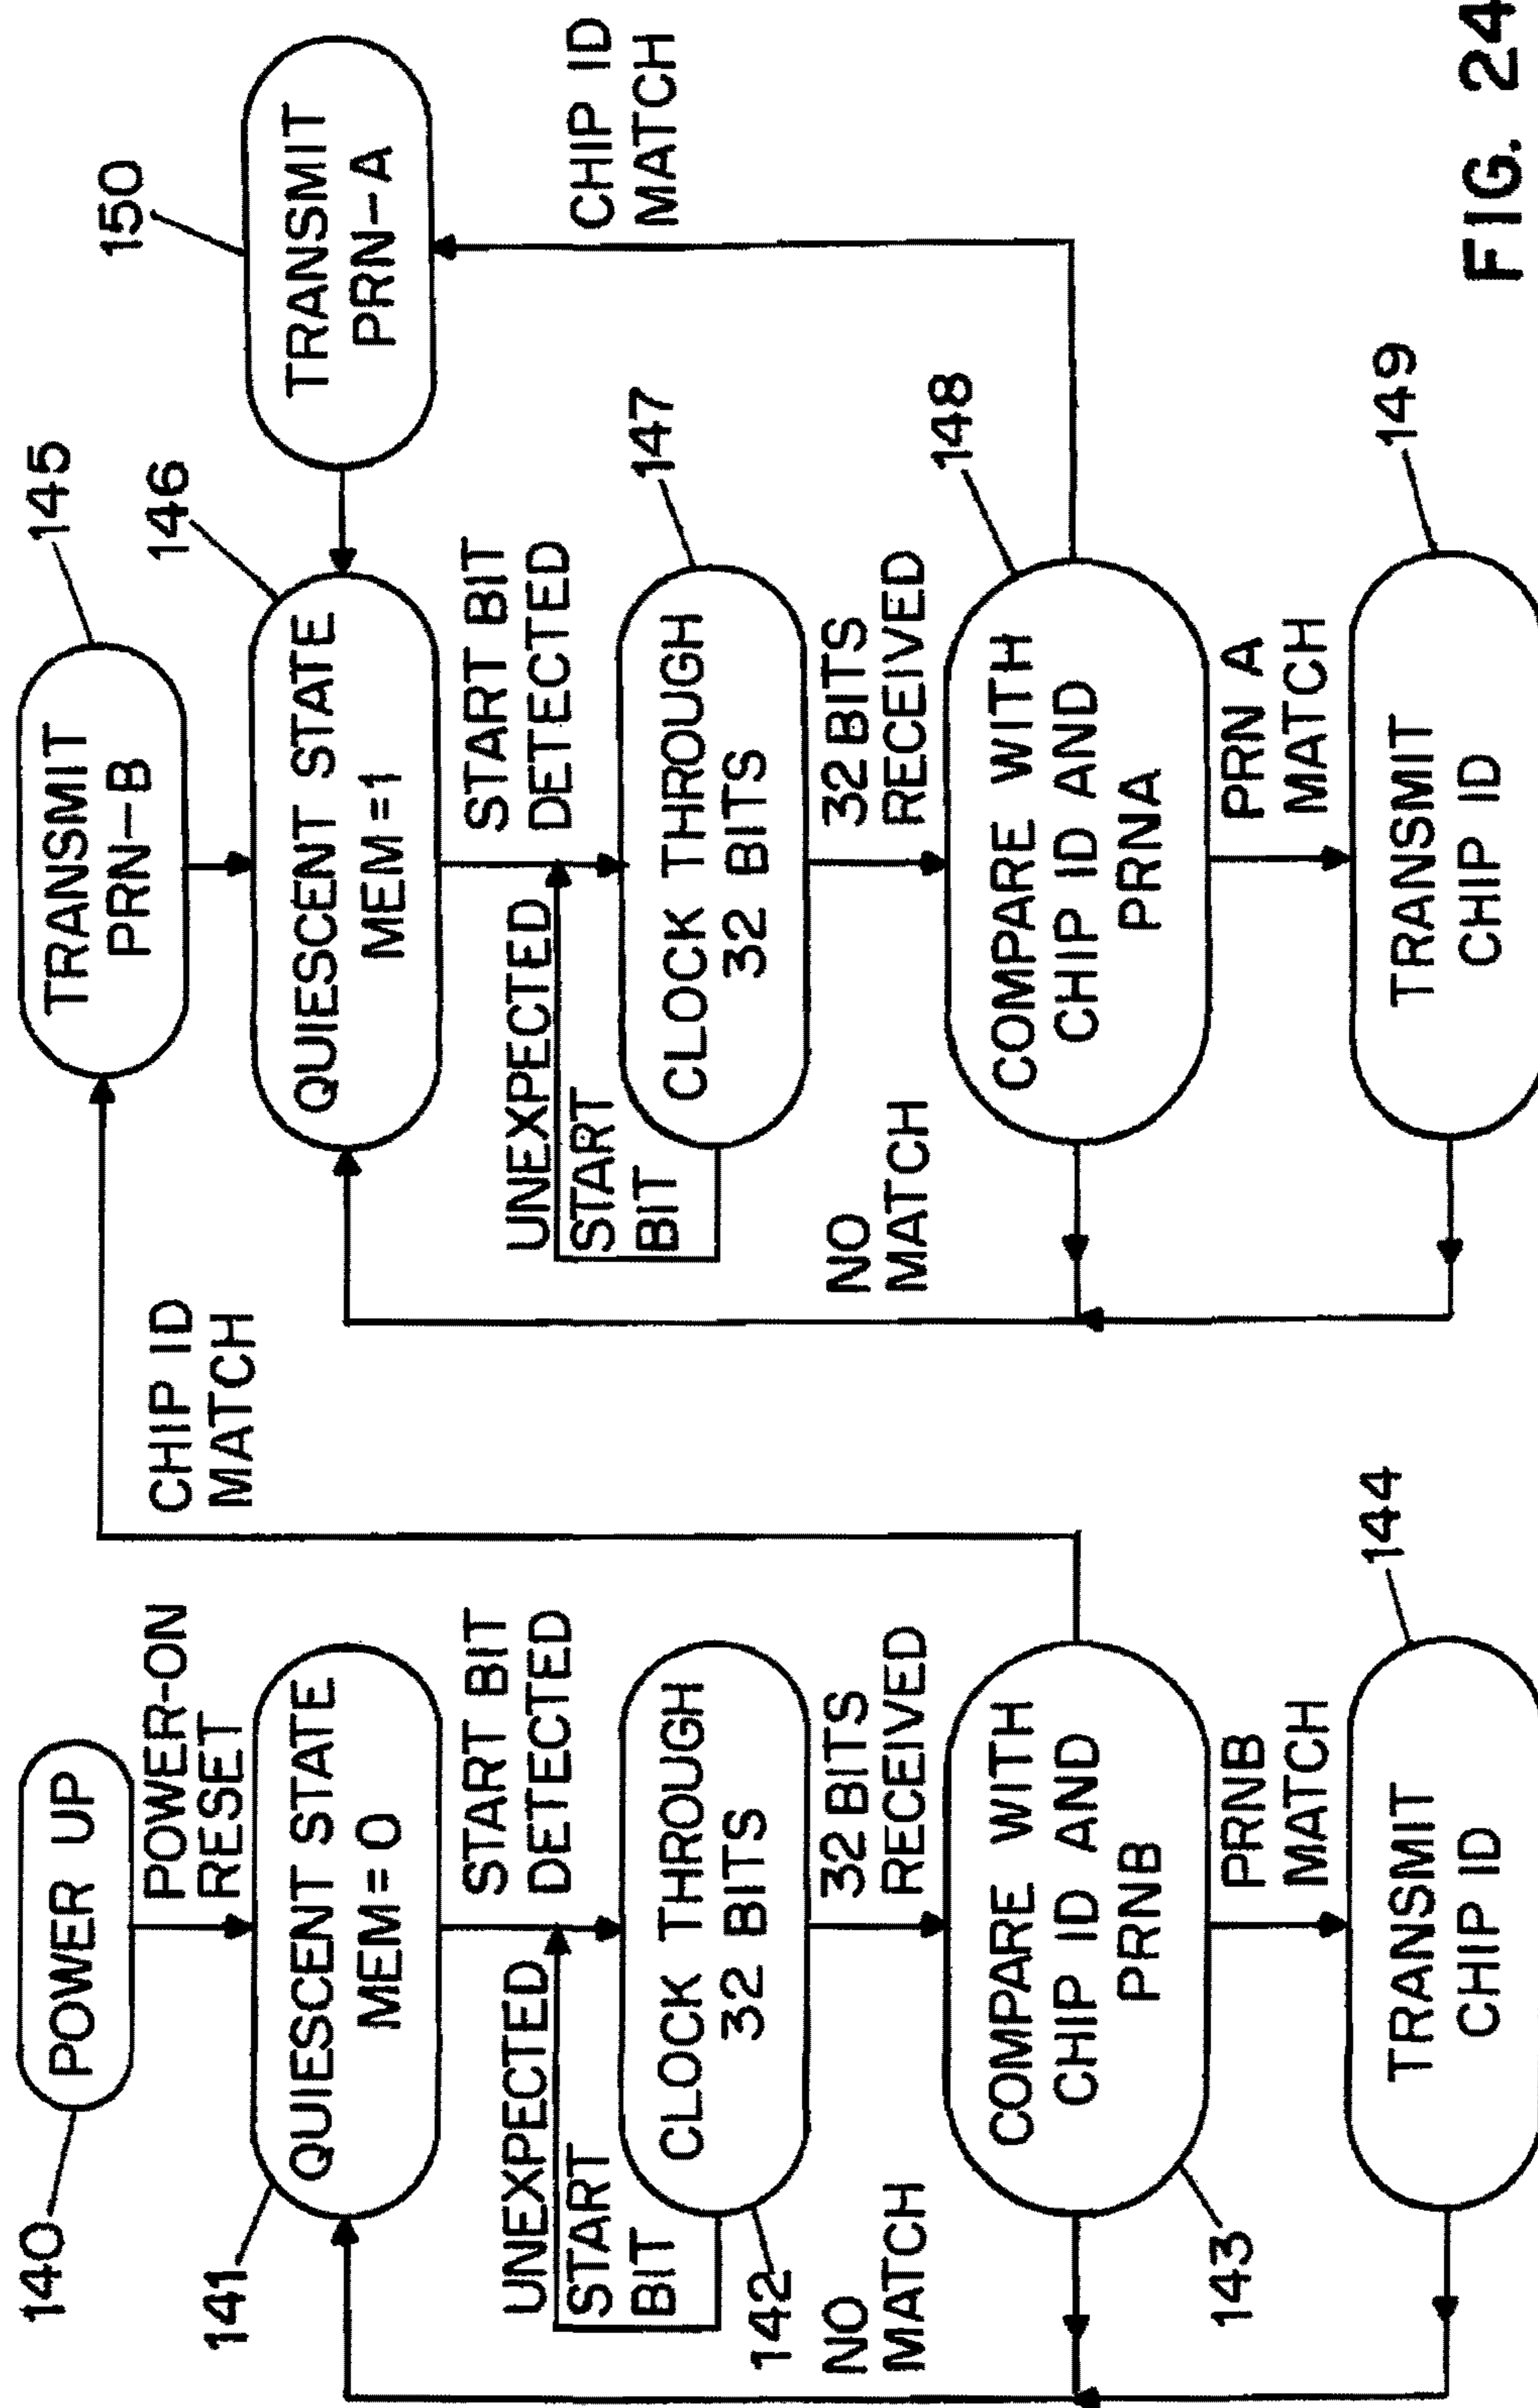 140
POWER UP
POWER-ON
RESET
141
QUIESCENT STATE
MEM = 0
START BIT
DETECTED
UNEXPECTED
START
BIT
CLOCK THROUGH
32 BITS
142
32 BITS
RECEIVED
NO
MATCH
COMPARE WITH
CHIP ID AND
PRNB
143
PRNB
MATCH
144
TRANSMIT
CHIP ID
CHIP ID
MATCH
145
TRANSMIT
PRN-B
146
QUIESCENT STATE
MEM = 1
START BIT
DETECTED
UNEXPECTED
START
BIT
147
CLOCK THROUGH
32 BITS
32 BITS
RECEIVED
NO
MATCH
148
COMPARE WITH
CHIP ID AND
PRNA
PRN A
MATCH
149
TRANSMIT
CHIP ID
150
TRANSMIT
PRN-A
CHIP ID
MATCH
FIG. 24